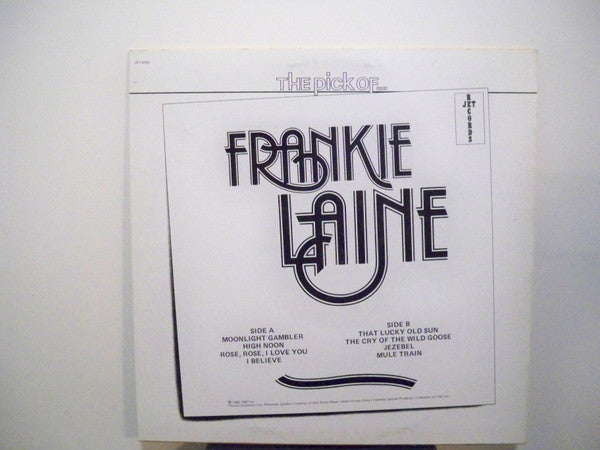 THE PICK OF...
JET
RECORDS
FRANKIE
LAINE
SIDE A
MOONLIGHT GAMBLER
HIGH NOON
ROSE, ROSE, I LOVE YOU
I BELIEVE
SIDE B
THAT LUCKY OLD SUN
THE CRY OF THE WILD GOOSE
JEZEBEL
MULE TRAIN